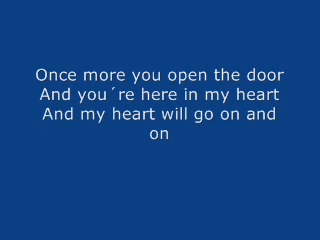 Once more you open the door
And you´re here in my heart
And my heart will go on and
on